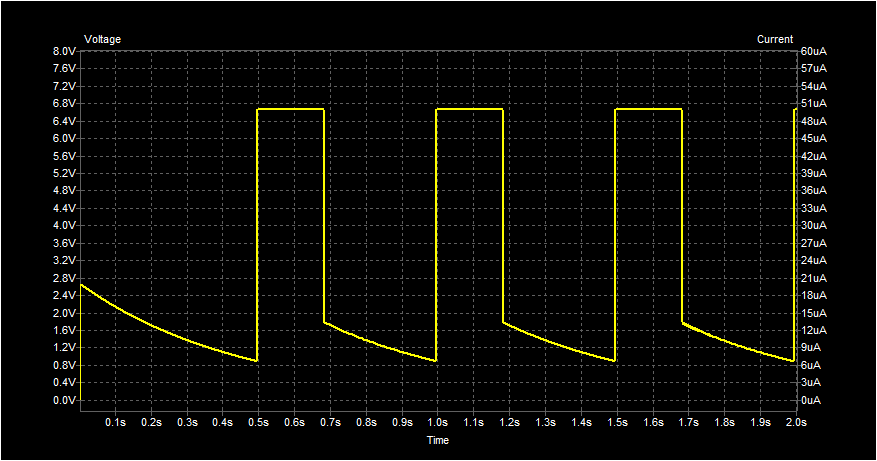 Voltage Current
8.0V 60uA
7.6V 57uA
7.2V 54uA
6.8V 51uA
6.4V 48uA
6.0V 45uA
5.6V 42uA
5.2V 39uA
4.8V 36uA
4.4V 33uA
4.0V 30uA
3.6V 27uA
3.2V 24uA
2.8V 21uA
2.4V 18uA
2.0V 15uA
1.6V 12uA
1.2V 9uA
0.8V 6uA
0.4V 3uA
0.0V 0uA
0.1s 0.2s 0.3s 0.4s 0.5s 0.6s 0.7s 0.8s 0.9s 1.0s 1.1s 1.2s 1.3s 1.4s 1.5s 1.6s 1.7s 1.8s 1.9s 2.0s
Time